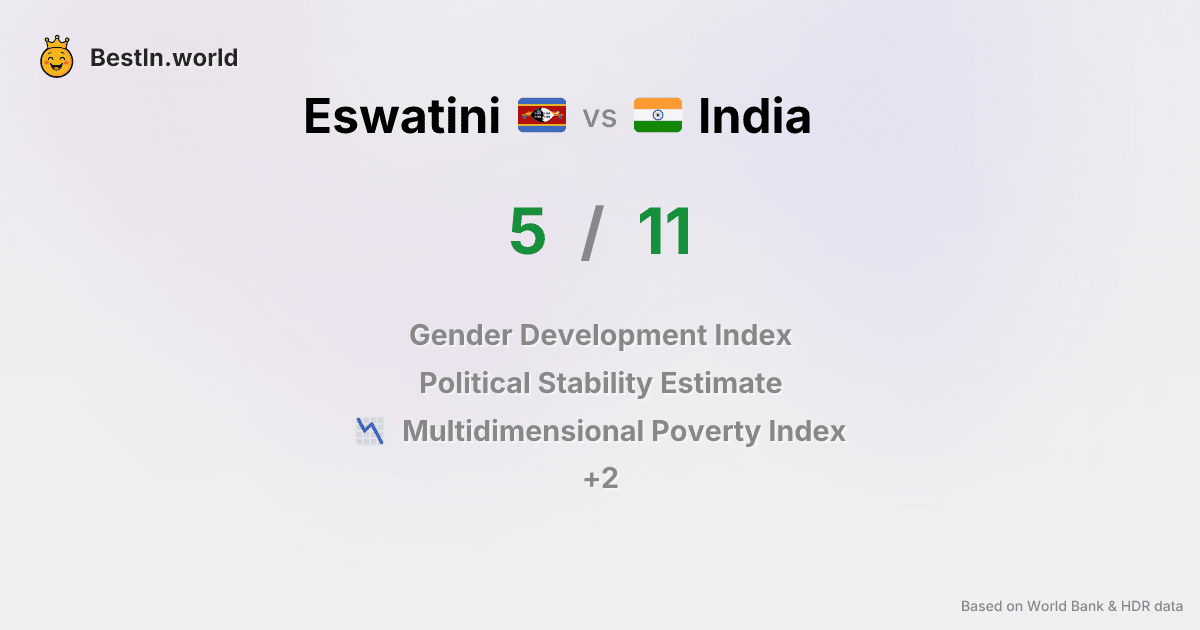 BestIn.world
Eswatini vs India
5 / 11
Gender Development Index
Political Stability Estimate
Multidimensional Poverty Index
+2
Based on World Bank & HDR data